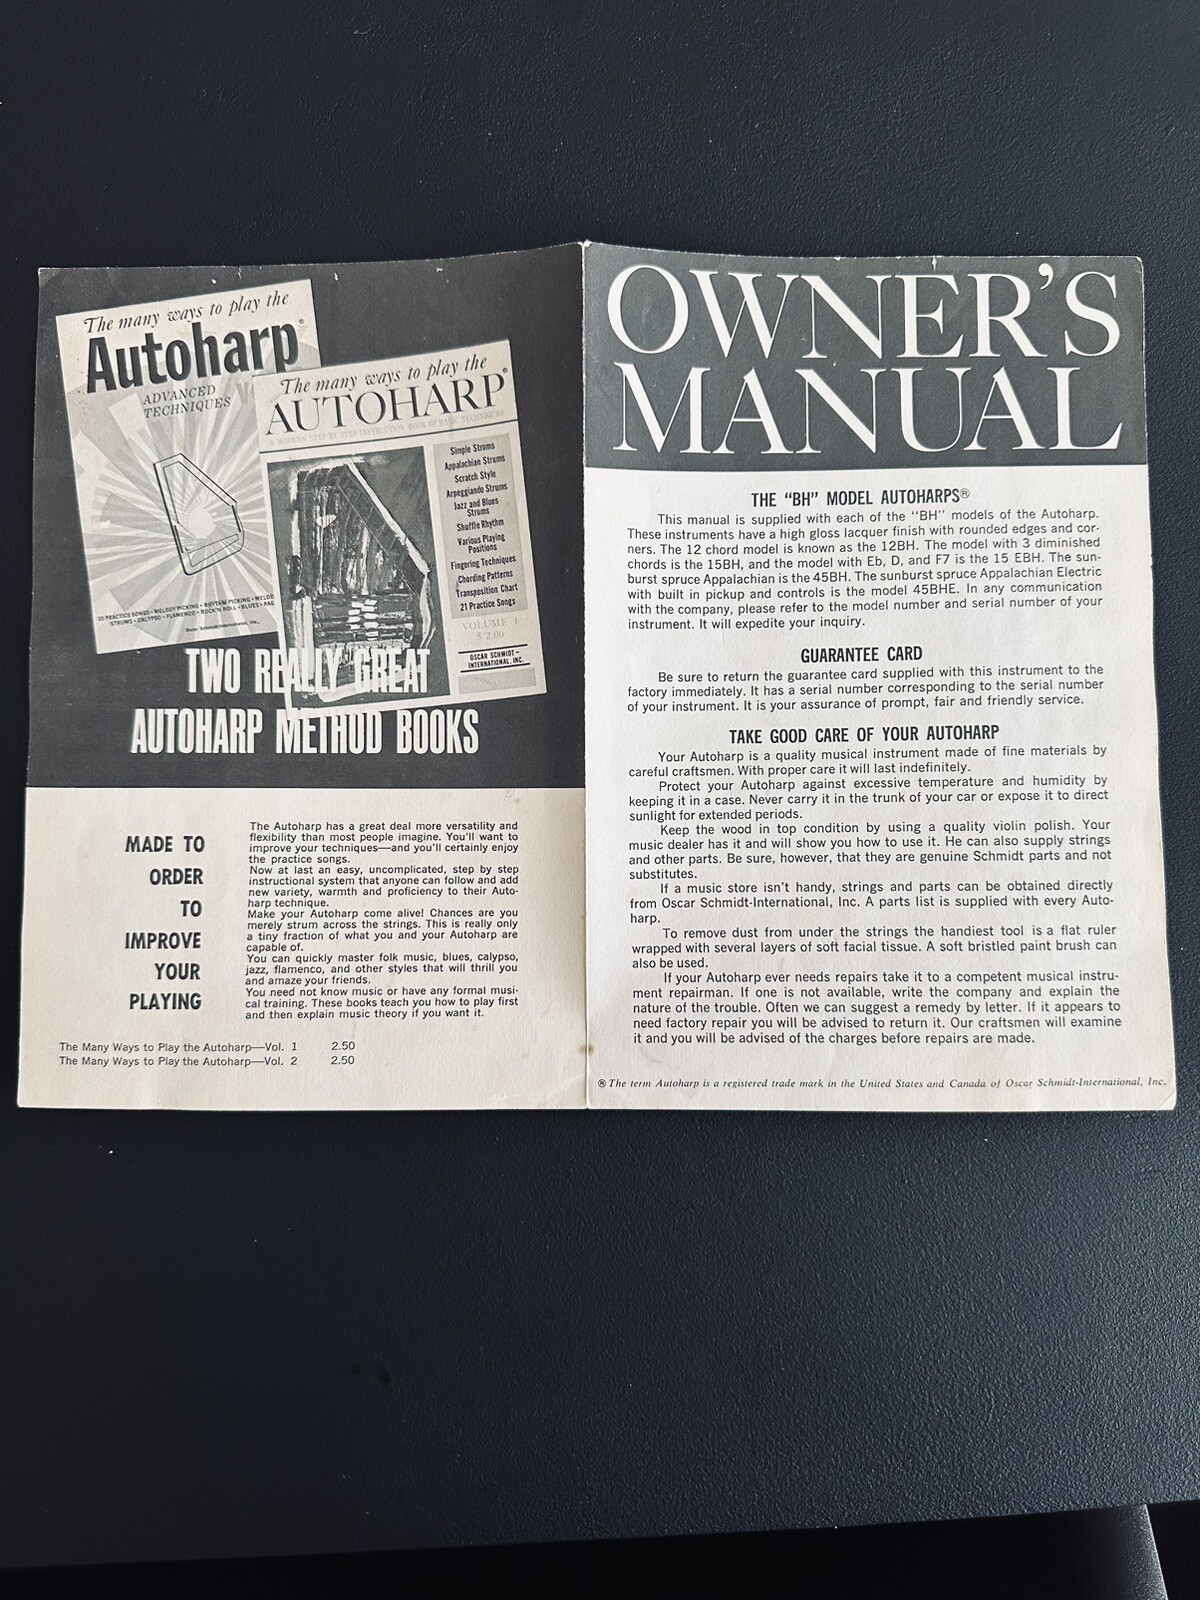 The many ways to play the
Autoharp®
ADVANCED
TECHNIQUES
35 PRACTICE SONGS • MELODY PICKING • RHYTHM PICKING • MELOD
STRUMS • CALYPSO • FLAMENCO • ROCK'N ROLL • BLUES • RAG
Oscar Schmidt-International, Inc.
The many ways to play the
AUTOHARP®
A MODERN STEP BY STEP INSTRUCTION BOOK OF BASIC TECHNIQUES
Simple Strums
Appalachian Strums
Scratch Style
Arpeggiando Strums
Jazz and Blues
Strums
Shuffle Rhythm
Various Playing
Positions
Fingering Techniques
Chording Patterns
Transposition Chart
21 Practice Songs
VOLUME 1
$ 2.00
OSCAR SCHMIDT–
INTERNATIONAL, INC.
TWO REALLY GREAT
AUTOHARP METHOD BOOKS
MADE TO
ORDER
TO
IMPROVE
YOUR
PLAYING
The Autoharp has a great deal more versatility and
flexibility than most people imagine. You'll want to
improve your techniques—and you'll certainly enjoy
the practice songs.
Now at last an easy, uncomplicated, step by step
instructional system that anyone can follow and add
new variety, warmth and proficiency to their Auto-
harp technique.
Make your Autoharp come alive! Chances are you
merely strum across the strings. This is really only
a tiny fraction of what you and your Autoharp are
capable of.
You can quickly master folk music, blues, calypso,
jazz, flamenco, and other styles that will thrill you
and amaze your friends.
You need not know music or have any formal musi-
cal training. These books teach you how to play first
and then explain music theory if you want it.
The Many Ways to Play the Autoharp—Vol. 1 2.50
The Many Ways to Play the Autoharp—Vol. 2 2.50
OWNER'S
MANUAL
THE "BH" MODEL AUTOHARPS®
This manual is supplied with each of the "BH" models of the Autoharp.
These instruments have a high gloss lacquer finish with rounded edges and cor-
ners. The 12 chord model is known as the 12BH. The model with 3 diminished
chords is the 15BH, and the model with Eb, D, and F7 is the 15 EBH. The sun-
burst spruce Appalachian is the 45BH. The sunburst spruce Appalachian Electric
with built in pickup and controls is the model 45BHE. In any communication
with the company, please refer to the model number and serial number of your
instrument. It will expedite your inquiry.
GUARANTEE CARD
Be sure to return the guarantee card supplied with this instrument to the
factory immediately. It has a serial number corresponding to the serial number
of your instrument. It is your assurance of prompt, fair and friendly service.
TAKE GOOD CARE OF YOUR AUTOHARP
Your Autoharp is a quality musical instrument made of fine materials by
careful craftsmen. With proper care it will last indefinitely.
Protect your Autoharp against excessive temperature and humidity by
keeping it in a case. Never carry it in the trunk of your car or expose it to direct
sunlight for extended periods.
Keep the wood in top condition by using a quality violin polish. Your
music dealer has it and will show you how to use it. He can also supply strings
and other parts. Be sure, however, that they are genuine Schmidt parts and not
substitutes.
If a music store isn't handy, strings and parts can be obtained directly
from Oscar Schmidt-International, Inc. A parts list is supplied with every Auto-
harp.
To remove dust from under the strings the handiest tool is a flat ruler
wrapped with several layers of soft facial tissue. A soft bristled paint brush can
also be used.
If your Autoharp ever needs repairs take it to a competent musical instru-
ment repairman. If one is not available, write the company and explain the
nature of the trouble. Often we can suggest a remedy by letter. If it appears to
need factory repair you will be advised to return it. Our craftsmen will examine
it and you will be advised of the charges before repairs are made.
® The term Autoharp is a registered trade mark in the United States and Canada of Oscar Schmidt-International, Inc.